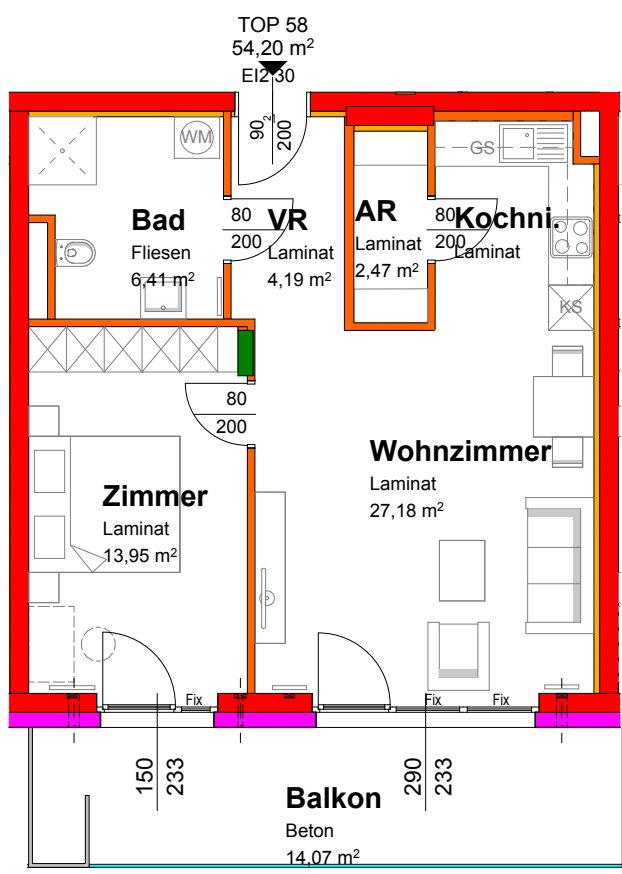 TOP 58
54,20 m²
EI2 30
90
200
WM
GS
Bad
Fliesen
6,41 m²
80
200
VR
Laminat
4,19 m²
AR
Laminat
2,47 m²
80
200
Kochni.
Laminat
KS
80
200
Wohnzimmer
Laminat
27,18 m²
Zimmer
Laminat
13,95 m²
Fix
Fix
Fix
150
233
290
233
Balkon
Beton
14,07 m²